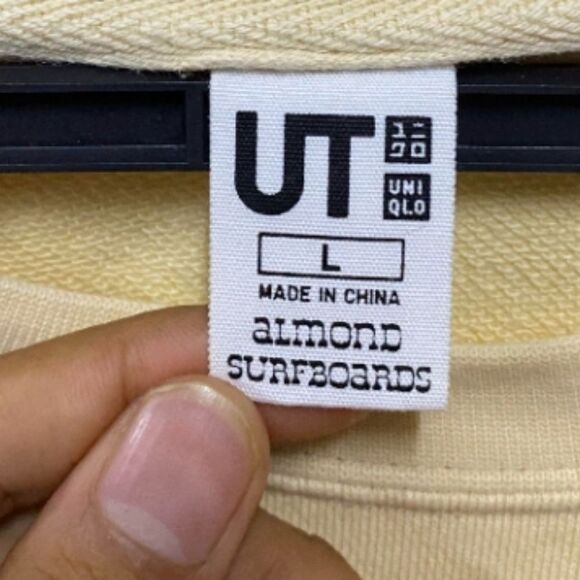 UT
ユニ
クロ
UNI
QLO
L
MADE IN CHINA
aLMOND
SURFBOaRDS